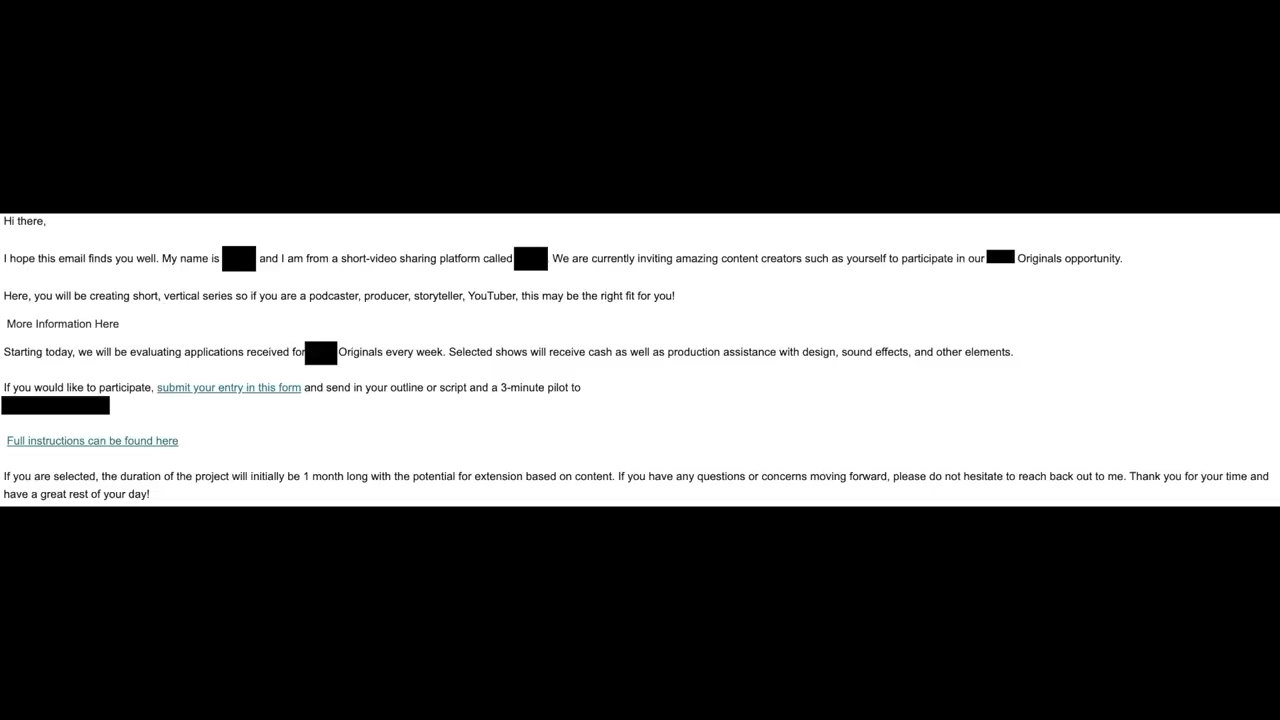 Hi there,
I hope this email finds you well. My name is and I am from a short-video sharing platform called We are currently inviting amazing content creators such as yourself to participate in our Originals opportunity.
Here, you will be creating short, vertical series so if you are a podcaster, producer, storyteller, YouTuber, this may be the right fit for you!
More Information Here
Starting today, we will be evaluating applications received for Originals every week. Selected shows will receive cash as well as production assistance with design, sound effects, and other elements.
If you would like to participate, submit your entry in this form and send in your outline or script and a 3-minute pilot to
Full instructions can be found here
If you are selected, the duration of the project will initially be 1 month long with the potential for extension based on content. If you have any questions or concerns moving forward, please do not hesitate to reach back out to me. Thank you for your time and
have a great rest of your day!